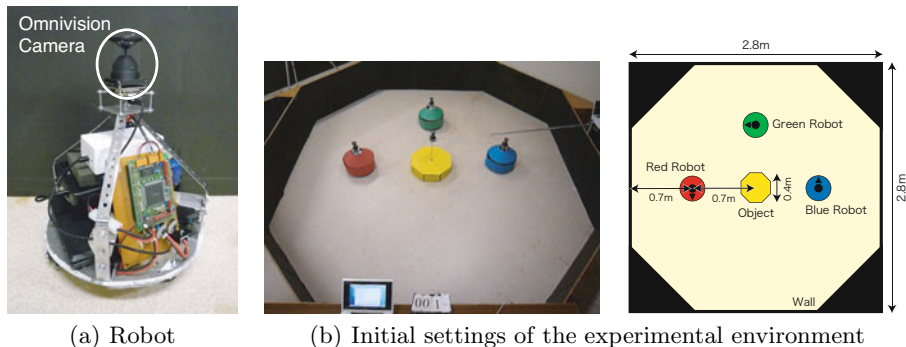 Omnivision
Camera
2.8m
Green Robot
Red Robot
0.7m
0.7m
0.4m
Object
Blue Robot
2.8m
Wall
001
(a) Robot
(b) Initial settings of the experimental environment